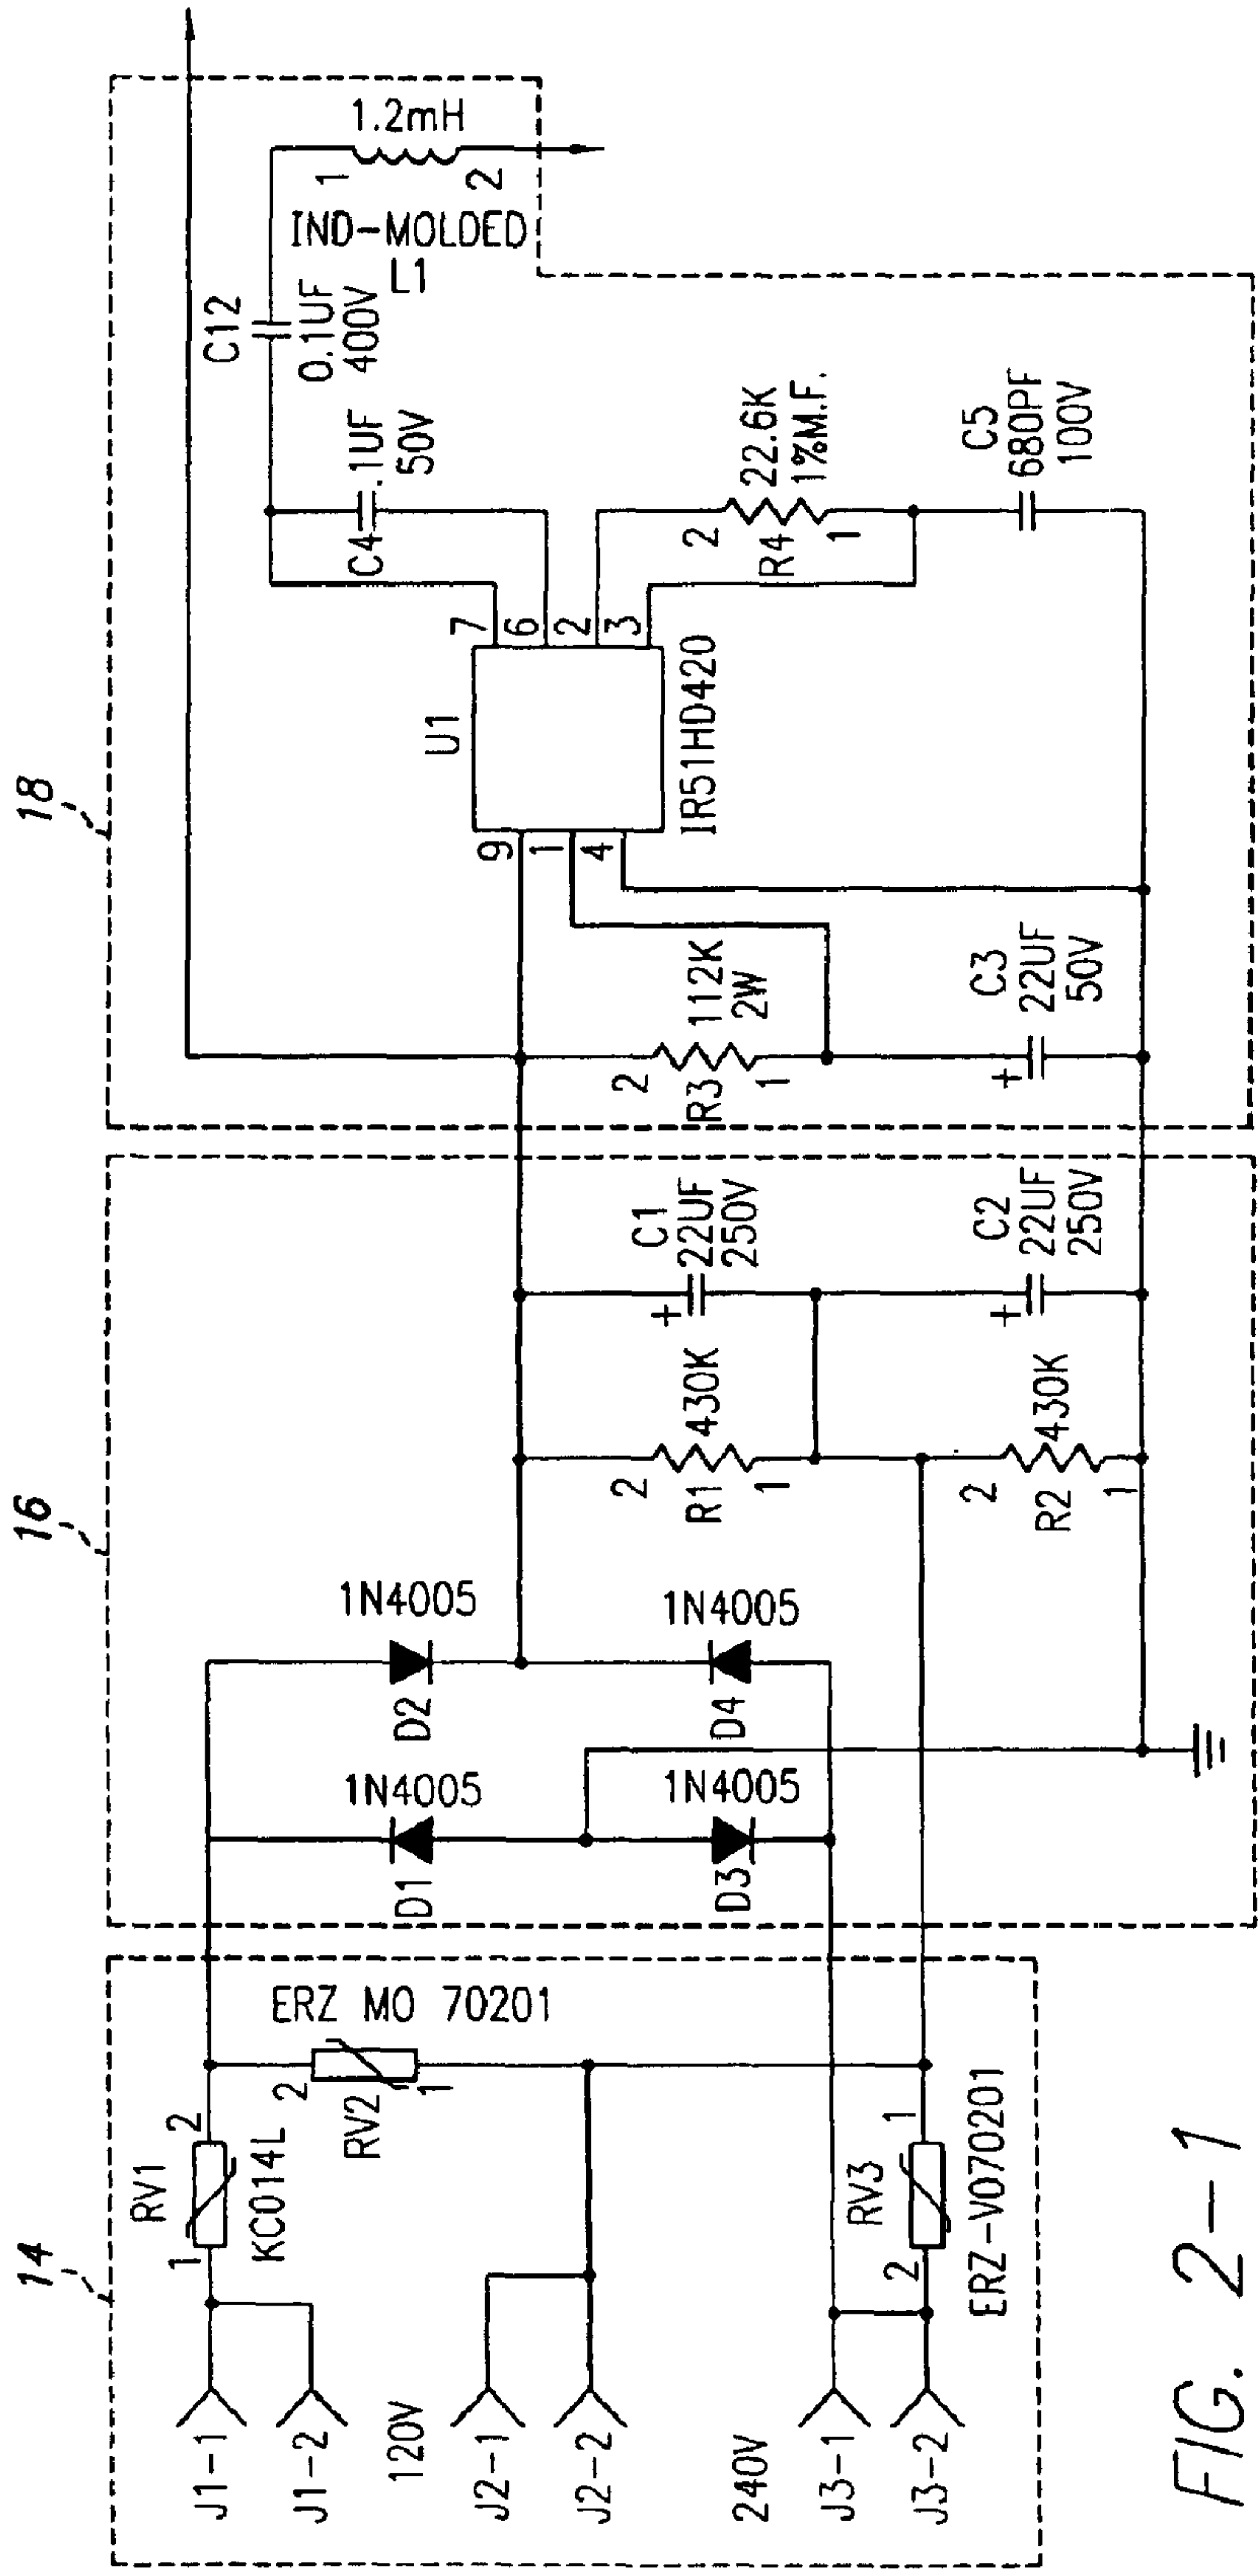 14
16
18
J1-1
J1-2
120V
J2-1
J2-2
240V
J3-1
J3-2
1
RV1
2
KC014L
ERZ MO 70201
2
RV2
1
2
RV3
1
ERZ-V070201
D1
1N4005
D2
1N4005
D3
1N4005
D4
1N4005
2
R1
1
430K
2
R2
1
430K
+
C1
22UF
250V
+
C2
22UF
250V
2
R3
1
112K
2W
+
C3
22UF
50V
U1
9
1
4
7
6
2
3
IR51HD420
C4
.1UF
50V
C12
0.1UF
400V
1
2
1.2mH
IND-MOLDED
L1
2
R4
1
22.6K
1%M.F.
C5
680PF
100V
FIG. 2-1